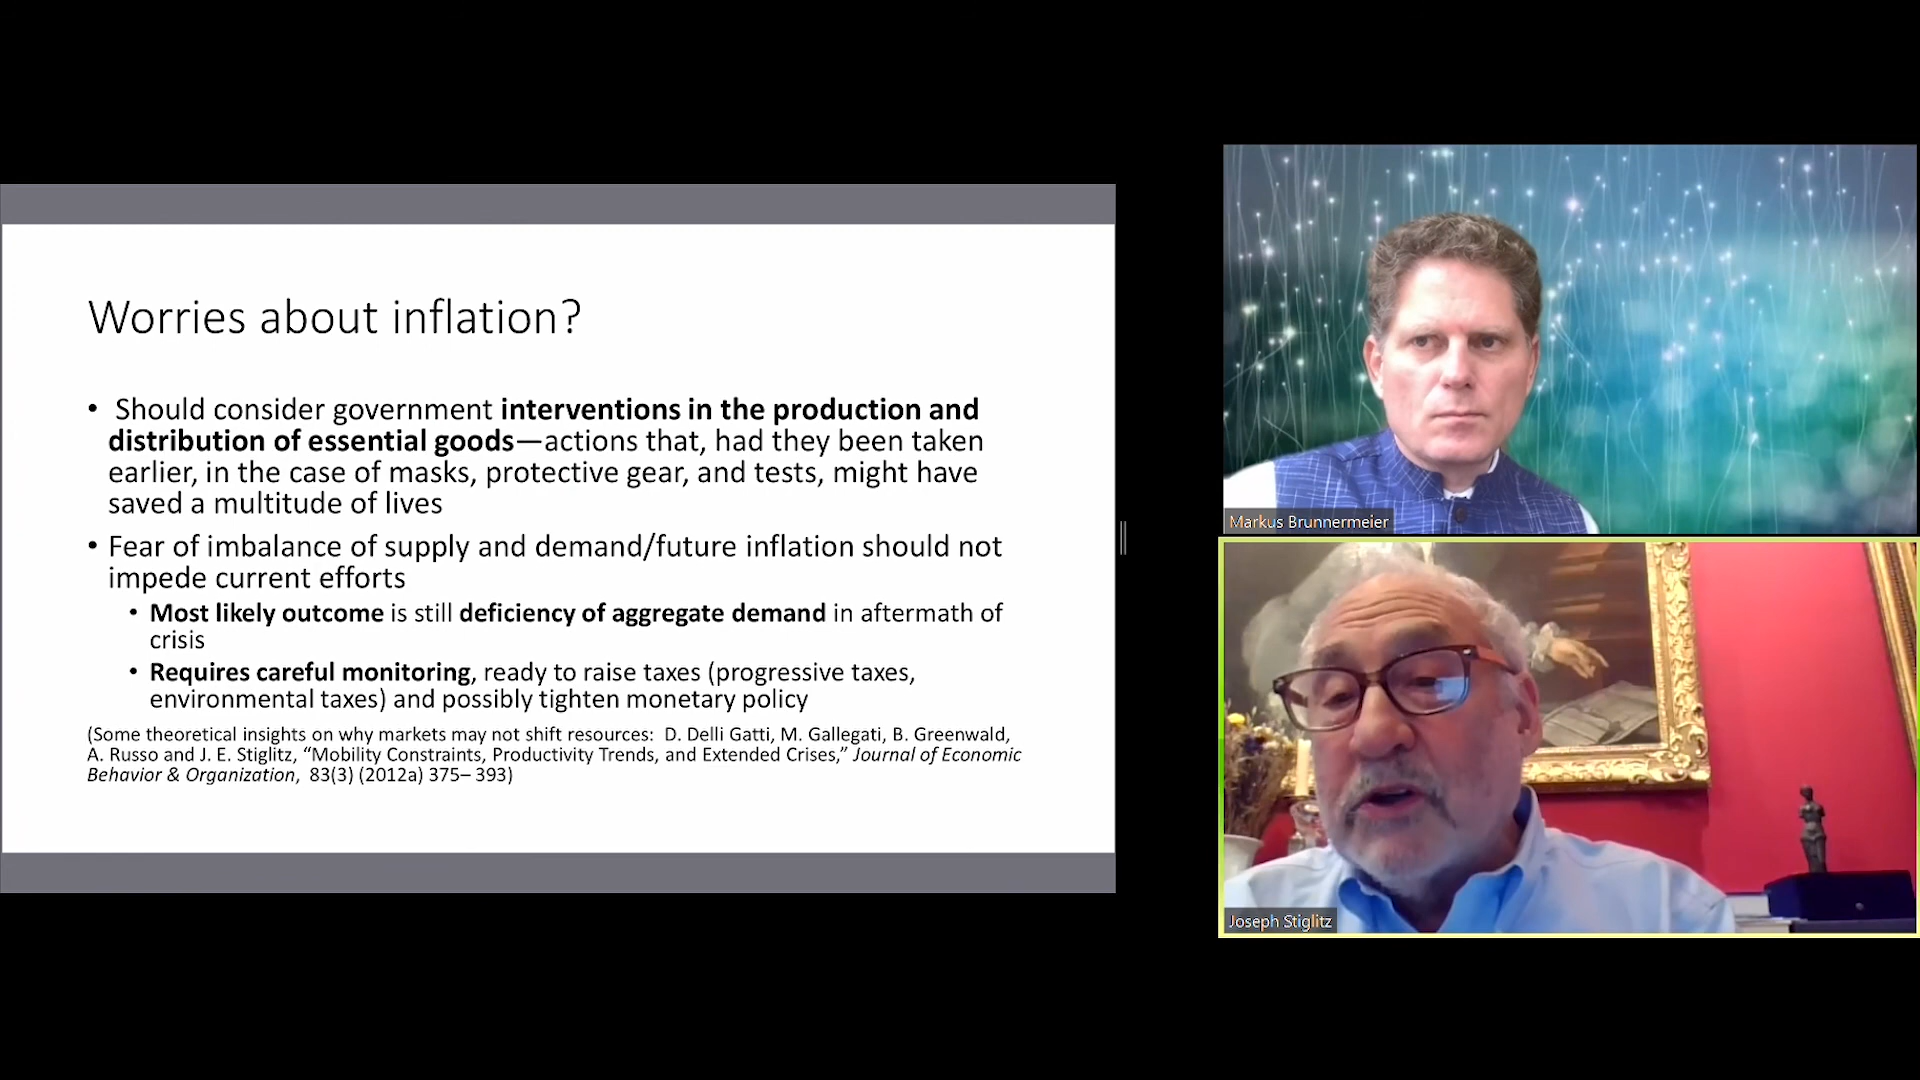 Worries about inflation?
• Should consider government interventions in the production and
distribution of essential goods—actions that, had they been taken
earlier, in the case of masks, protective gear, and tests, might have
saved a multitude of lives
• Fear of imbalance of supply and demand/future inflation should not
impede current efforts
• Most likely outcome is still deficiency of aggregate demand in aftermath of
crisis
• Requires careful monitoring, ready to raise taxes (progressive taxes,
environmental taxes) and possibly tighten monetary policy
(Some theoretical insights on why markets may not shift resources: D. Delli Gatti, M. Gallegati, B. Greenwald,
A. Russo and J. E. Stiglitz, “Mobility Constraints, Productivity Trends, and Extended Crises,” Journal of Economic
Behavior & Organization, 83(3) (2012a) 375– 393)
Markus Brunnermeier
Joseph Stiglitz